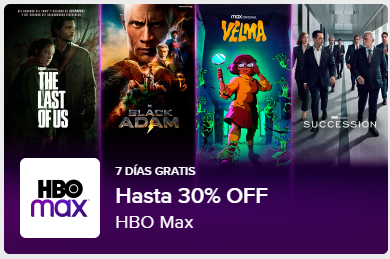 THE
LAST
OF US
BLACK
ADAM
max ORIGINAL
VELMA
HBO
SUCCESSION
HBO
max
7 DÍAS GRATIS
Hasta 30% OFF
HBO Max